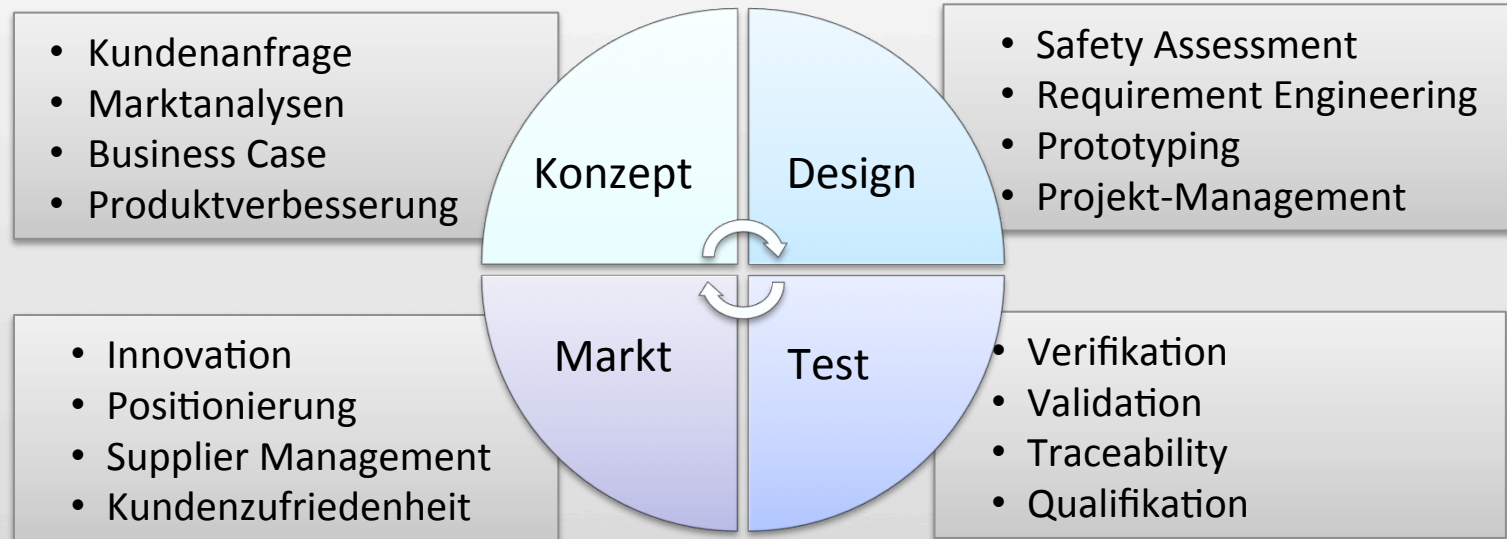 • Kundenanfrage
• Marktanalysen
• Business Case
• Produktverbesserung
Konzept
Design
• Safety Assessment
• Requirement Engineering
• Prototyping
• Projekt-Management
• Innovation
• Positionierung
• Supplier Management
• Kundenzufriedenheit
Markt
Test
• Verifikation
• Validation
• Traceability
• Qualifikation